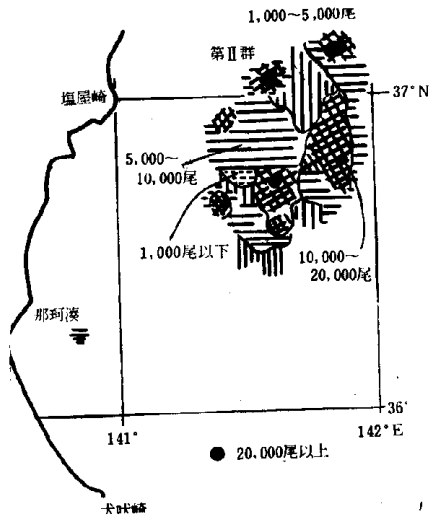 1,000～5,000尾
第Ⅱ群
塩屋崎
37°N
5,000～
10,000尾
1,000尾以下
10,000～
20,000尾
那珂湊
36°
141°
142°E
● 20,000尾以上
犬吠崎